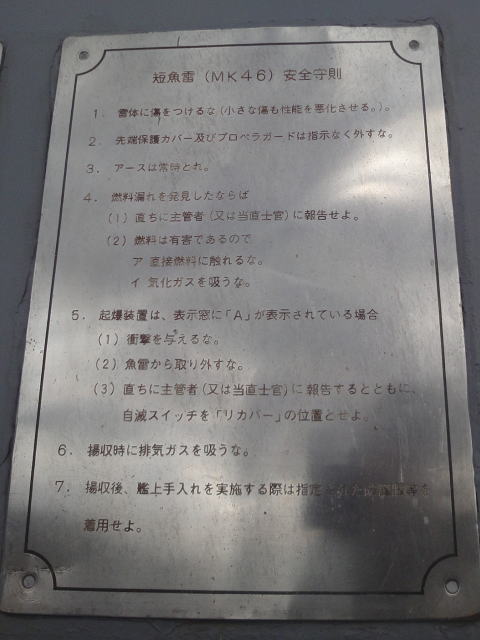 短魚雷(MK46)安全守則
1. 雷体に傷をつけるな(小さな傷も性能を悪化させる。)。
2. 先端保護カバー及びプロペラガードは指示なく外すな。
3. アースは常時とれ。
4. 燃料漏れを発見したならば
(1)直ちに主管者(又は当直士官)に報告せよ。
(2)燃料は有害であるので
ア 直接燃料に触れるな。
イ 気化ガスを吸うな。
5. 起爆装置は、表示窓に「A」が表示されている場合
(1)衝撃を与えるな。
(2)魚雷から取り外すな。
(3)直ちに主管者(又は当直士官)に報告するとともに、
自滅スイッチを「リカバー」の位置とせよ。
6. 揚収時に排気ガスを吸うな。
7. 揚収後、艦上手入れを実施する際は指定された 等を
着用せよ。